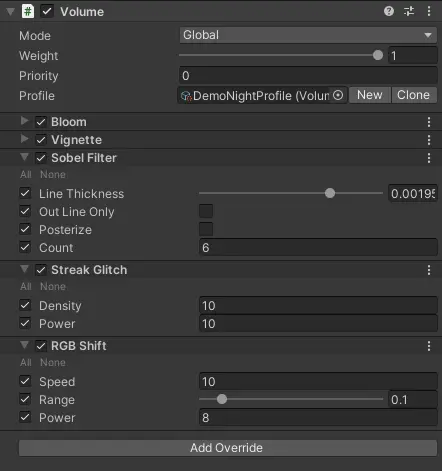 Volume
Mode Global
Weight 1
Priority 0
Profile DemoNightProfile (Volun New Clone
Bloom
Vignette
Sobel Filter
All None
Line Thickness 0.00195
Out Line Only
Posterize
Count 6
Streak Glitch
All None
Density 10
Power 10
RGB Shift
All None
Speed 10
Range 0.1
Power 8
Add Override